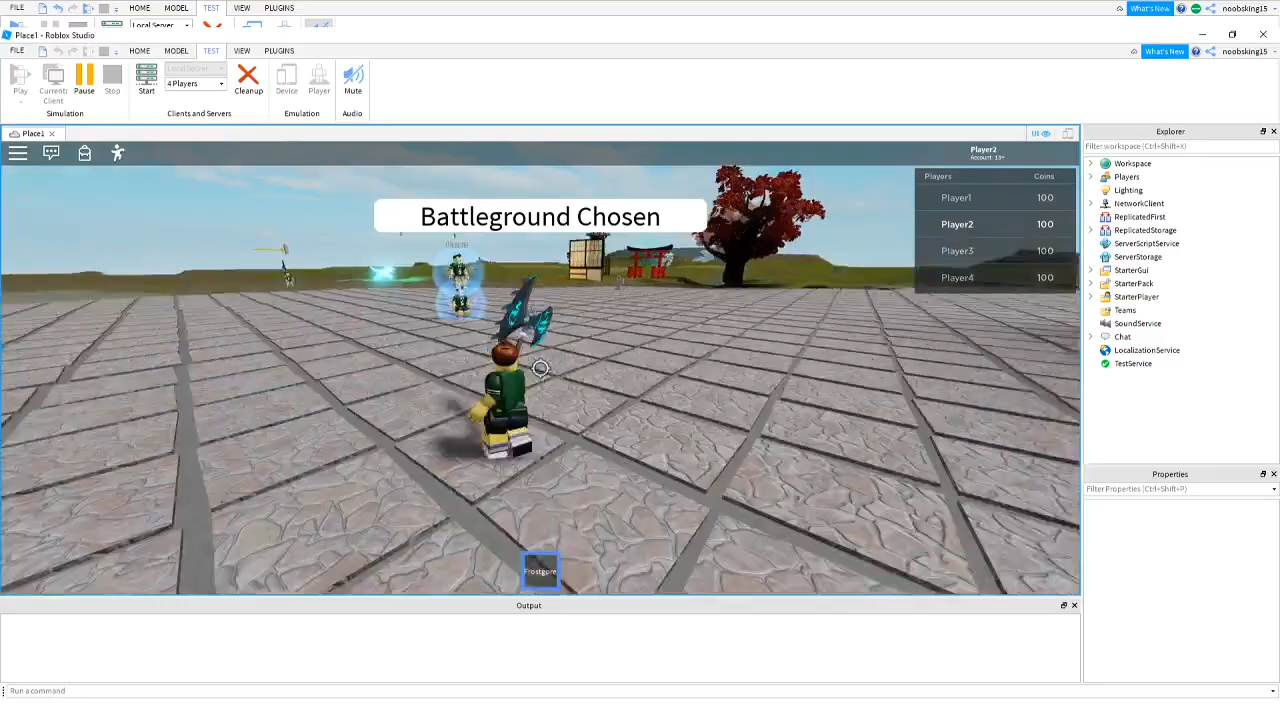 FILE HOME MODEL TEST VIEW PLUGINS What's New noobsking15
Local Server
Place1 - Roblox Studio
FILE HOME MODEL TEST VIEW PLUGINS What's New noobsking15
Play Current: Client Pause Stop Start Local Server 4 Players Cleanup Device Player Mute
Simulation Clients and Servers Emulation Audio
Place1 UI Explorer
Filter workspace (Ctrl+Shift+X)
Player2
Account: 13+
Players Coins
Player1 100
Player2 100
Player3 100
Player4 100
Battleground Chosen
Frostgore
Workspace
Players
Lighting
NetworkClient
ReplicatedFirst
ReplicatedStorage
ServerScriptService
ServerStorage
StarterGui
StarterPack
StarterPlayer
Teams
SoundService
Chat
LocalizationService
TestService
Properties
Filter Properties (Ctrl+Shift+P)
Output
Run a command